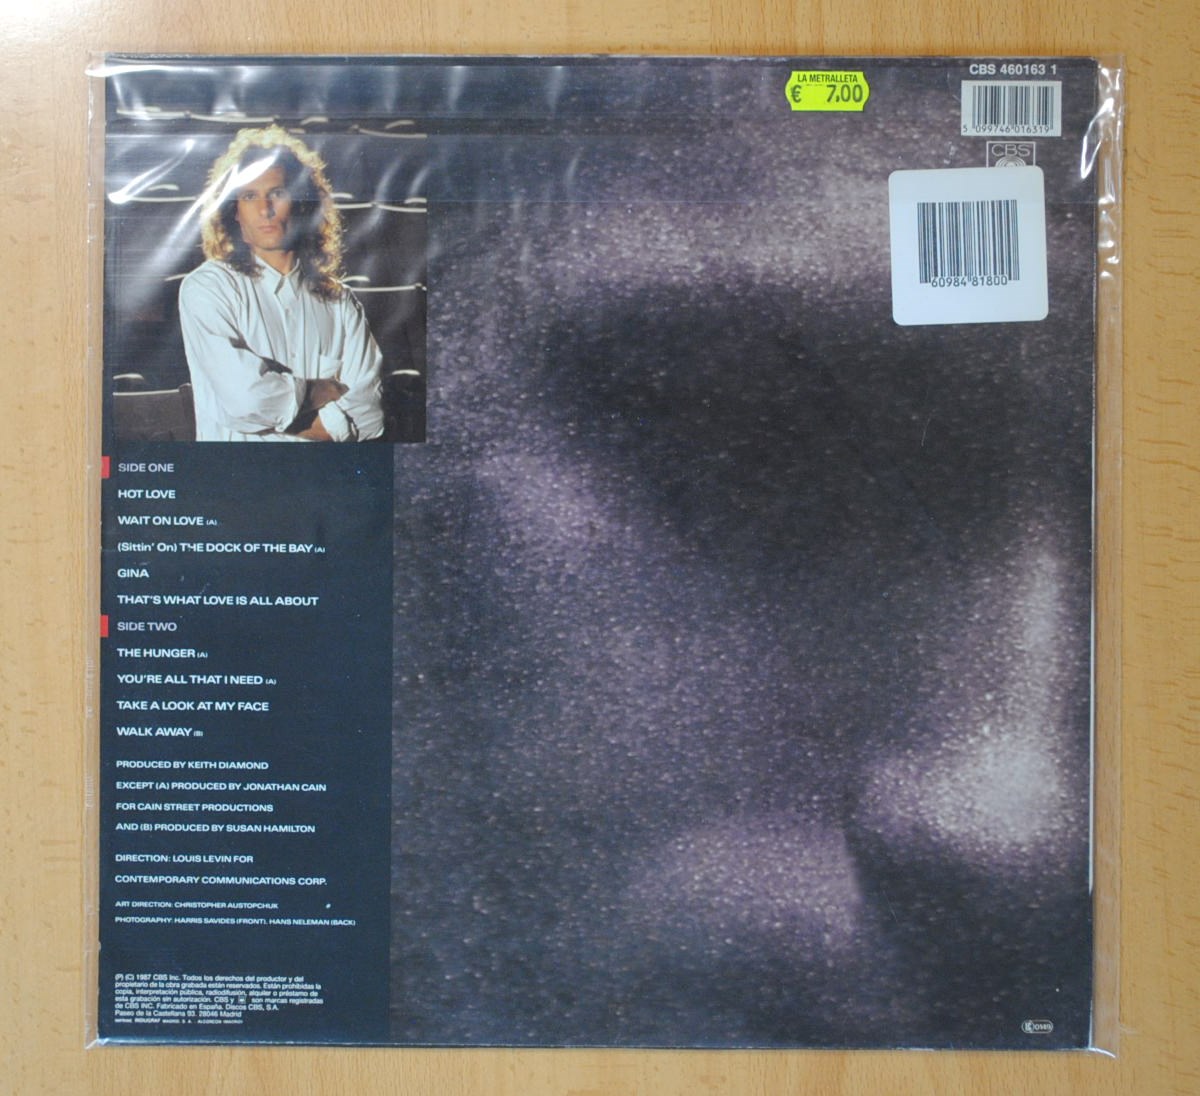 CBS 460163 1
LA METRALLETA
€ 7.00
5 099746 016319
CBS
60984 81800
SIDE ONE
HOT LOVE
WAIT ON LOVE (A)
(Sittin' On) THE DOCK OF THE BAY (A)
GINA
THAT'S WHAT LOVE IS ALL ABOUT
SIDE TWO
THE HUNGER (A)
YOU'RE ALL THAT I NEED (A)
TAKE A LOOK AT MY FACE
WALK AWAY (B)
PRODUCED BY KEITH DIAMOND
EXCEPT (A) PRODUCED BY JONATHAN CAIN
FOR CAIN STREET PRODUCTIONS
AND (B) PRODUCED BY SUSAN HAMILTON
DIRECTION: LOUIS LEVIN FOR
CONTEMPORARY COMMUNICATIONS CORP.
ART DIRECTION: CHRISTOPHER AUSTOPCHUK
PHOTOGRAPHY: HARRIS SAVIDES (FRONT), HANS NELEMAN (BACK)
(P) (C) 1987 CBS Inc. Todos los derechos del productor y del
propietario de la obra grabada están reservados. Están prohibidas la
copia, interpretación pública, radiodifusión, alquiler o préstamo de
esta grabación sin autorización. CBS y son marcas registradas
de CBS INC. Fabricado en España. Discos CBS, S.A.
Paseo de la Castellana 93. 28046 Madrid
IMPRIME: INDUGRAF MADRID, S. A. - ALCORCON (MADRID)
0149